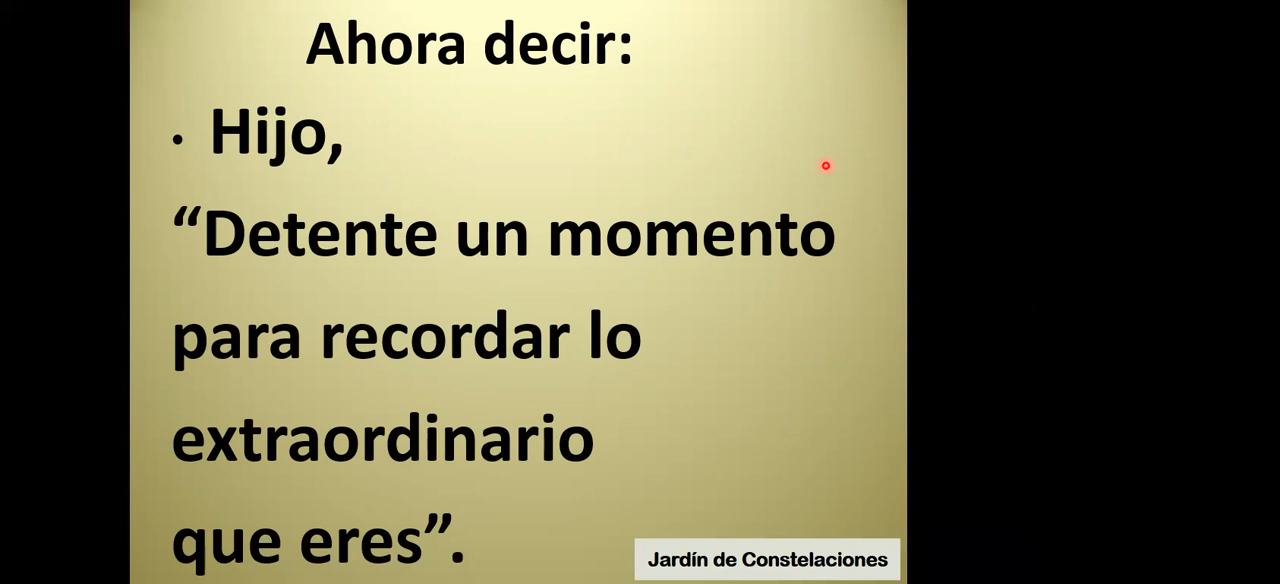 Ahora decir:
• Hijo,
“Detente un momento
para recordar lo
extraordinario
que eres”.
Jardín de Constelaciones